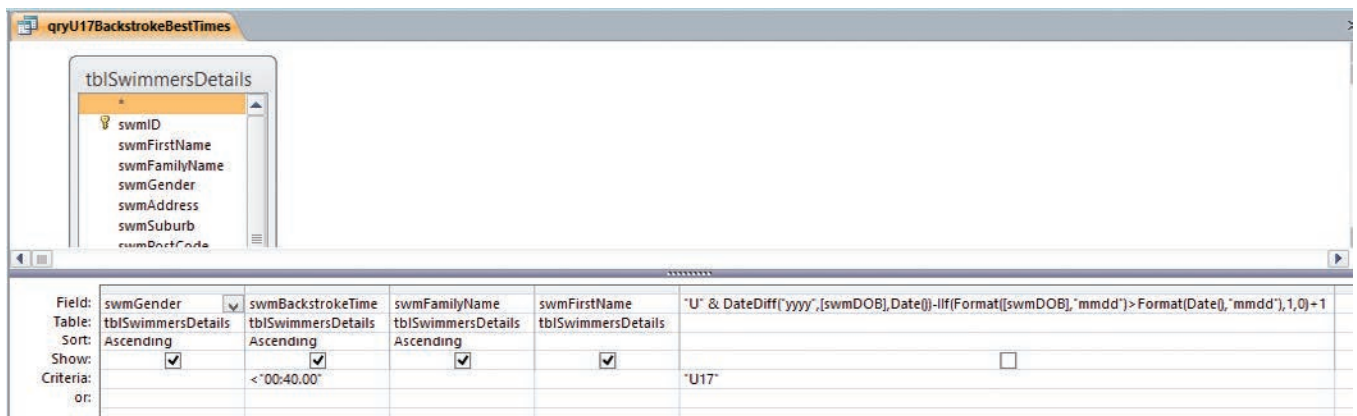 qryU17BackstrokeBestTimes
tblSwimmersDetails
*
swmID
swmFirstName
swmFamilyName
swmGender
swmAddress
swmSuburb
swmPostCode
Field: swmGender swmBackstrokeTime swmFamilyName swmFirstName "U" & DateDiff("yyyy",[swmDOB],Date())-IIf(Format([swmDOB],"mmdd")>Format(Date(),"mmdd"),1,0)+1
Table: tblSwimmersDetails tblSwimmersDetails tblSwimmersDetails tblSwimmersDetails
Sort: Ascending Ascending Ascending
Show:
Criteria: <"00:40.00" "U17"
or: